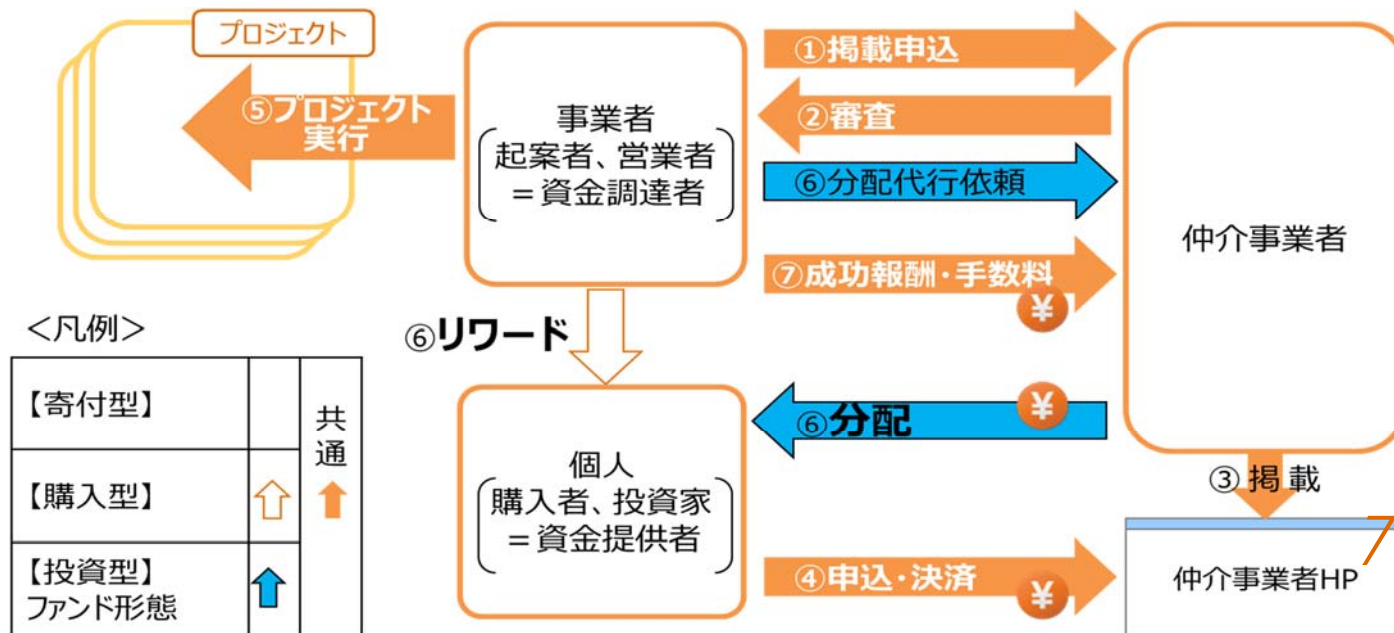 プロジェクト
⑤プロジェクト
実行
事業者
起案者、営業者
＝資金調達者
①掲載申込
②審査
⑥分配代行依頼
⑦成功報酬・手数料
¥
仲介事業者
⑥リワード
＜凡例＞
【寄付型】
【購入型】
【投資型】
ファンド形態
共通
個人
購入者、投資家
＝資金提供者
¥
⑥分配
③掲載
④申込・決済
¥
仲介事業者HP
7